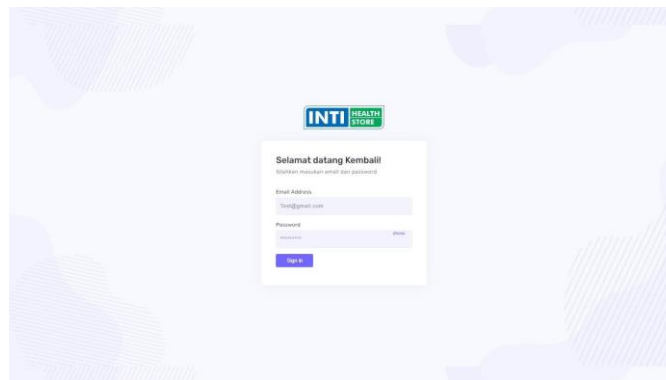 INTI HEALTH STORE
Selamat datang Kembali!
Silahkan masukan email dan password
Email Address
Test@gmail.com
Password
Sign In